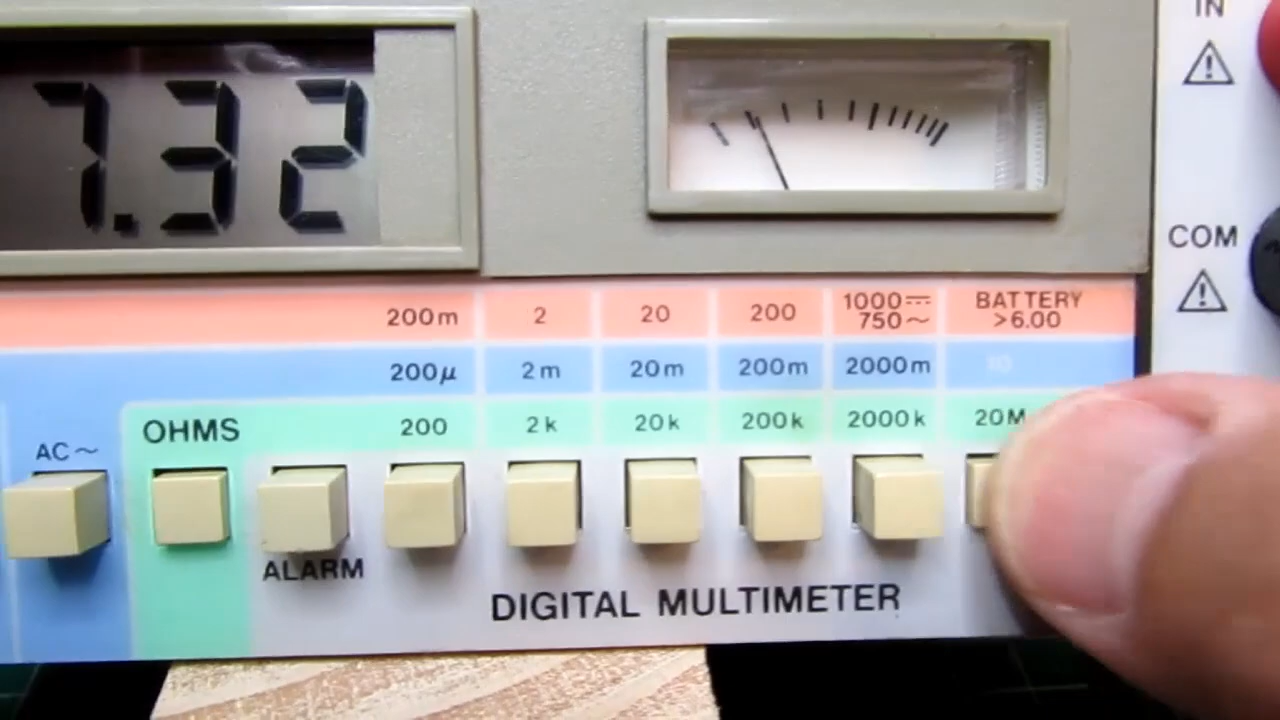 IN
7.32
COM
200m 2 20 200 1000⎓ BATTERY
750～ >6.00
200µ 2m 20m 200m 2000m 10
OHMS 200 2k 20k 200k 2000k 20M
AC～
ALARM
DIGITAL MULTIMETER